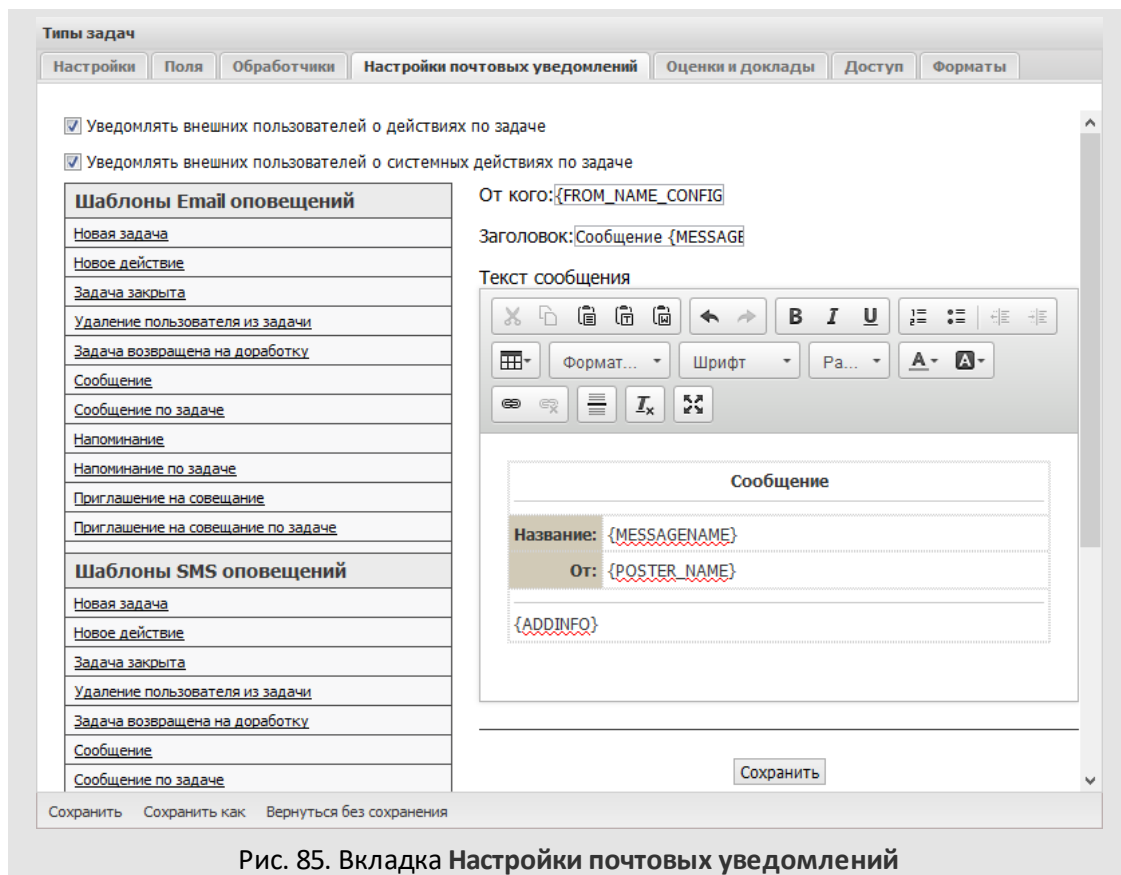 Типы задач
Настройки Поля Обработчики Настройки почтовых уведомлений Оценки и доклады Доступ Форматы
Уведомлять внешних пользователей о действиях по задаче
Уведомлять внешних пользователей о системных действиях по задаче
Шаблоны Email оповещений
Новая задача
Новое действие
Задача закрыта
Удаление пользователя из задачи
Задача возвращена на доработку
Сообщение
Сообщение по задаче
Напоминание
Напоминание по задаче
Приглашение на совещание
Приглашение на совещание по задаче
Шаблоны SMS оповещений
Новая задача
Новое действие
Задача закрыта
Удаление пользователя из задачи
Задача возвращена на доработку
Сообщение
Сообщение по задаче
От кого: {FROM_NAME_CONFIG
Заголовок: Сообщение {MESSAGE
Текст сообщения
B I U
Формат... Шрифт Ра... A A
Сообщение
Название: {MESSAGENAME}
От: {POSTER_NAME}
{ADDINFO}
Сохранить
Сохранить Сохранить как Вернуться без сохранения
Рис. 85. Вкладка Настройки почтовых уведомлений